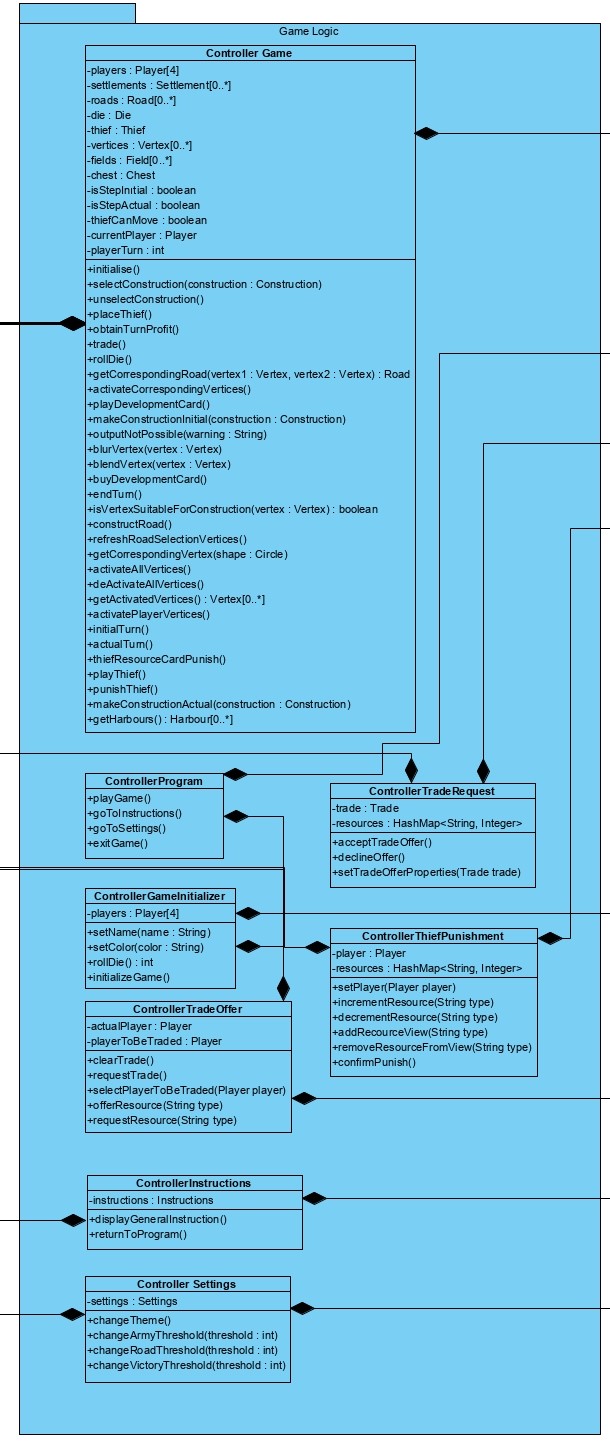 Game Logic
Controller Game
-players : Player[4]
-settlements : Settlement[0..*]
-roads : Road[0..*]
-die : Die
-thief : Thief
-vertices : Vertex[0..*]
-fields : Field[0..*]
-chest : Chest
-isStepInitial : boolean
-isStepActual : boolean
-thiefCanMove : boolean
-currentPlayer : Player
-playerTurn : int
+initialise()
+selectConstruction(construction : Construction)
+unselectConstruction()
+placeThief()
+obtainTurnProfit()
+trade()
+rollDie()
+getCorrespondingRoad(vertex1 : Vertex, vertex2 : Vertex) : Road
+activateCorrespondingVertices()
+playDevelopmentCard()
+makeConstructionInitial(construction : Construction)
+outputNotPossible(warning : String)
+blurVertex(vertex : Vertex)
+blendVertex(vertex : Vertex)
+buyDevelopmentCard()
+endTurn()
+isVertexSuitableForConstruction(vertex : Vertex) : boolean
+constructRoad()
+refreshRoadSelectionVertices()
+getCorrespondingVertex(shape : Circle)
+activateAllVertices()
+deActivateAllVertices()
+getActivatedVertices() : Vertex[0..*]
+activatePlayerVertices()
+initialTurn()
+actualTurn()
+thiefResourceCardPunish()
+playThief()
+punishThief()
+makeConstructionActual(construction : Construction)
+getHarbours() : Harbour[0..*]
ControllerProgram
+playGame()
+goToInstructions()
+goToSettings()
+exitGame()
ControllerTradeRequest
-trade : Trade
-resources : HashMap<String, Integer>
+acceptTradeOffer()
+declineOffer()
+setTradeOfferProperties(Trade trade)
ControllerGameInitializer
-players : Player[4]
+setName(name : String)
+setColor(color : String)
+rollDie() : int
+initializeGame()
ControllerThiefPunishment
-player : Player
-resources : HashMap<String, Integer>
+setPlayer(Player player)
+incrementResource(String type)
+decrementResource(String type)
+addRecourceView(String type)
+removeResourceFromView(String type)
+confirmPunish()
ControllerTradeOffer
-actualPlayer : Player
-playerToBeTraded : Player
+clearTrade()
+requestTrade()
+selectPlayerToBeTraded(Player player)
+offerResource(String type)
+requestResource(String type)
ControllerInstructions
-instructions : Instructions
+displayGeneralInstruction()
+returnToProgram()
Controller Settings
-settings : Settings
+changeTheme()
+changeArmyThreshold(threshold : int)
+changeRoadThreshold(threshold : int)
+changeVictoryThreshold(threshold : int)